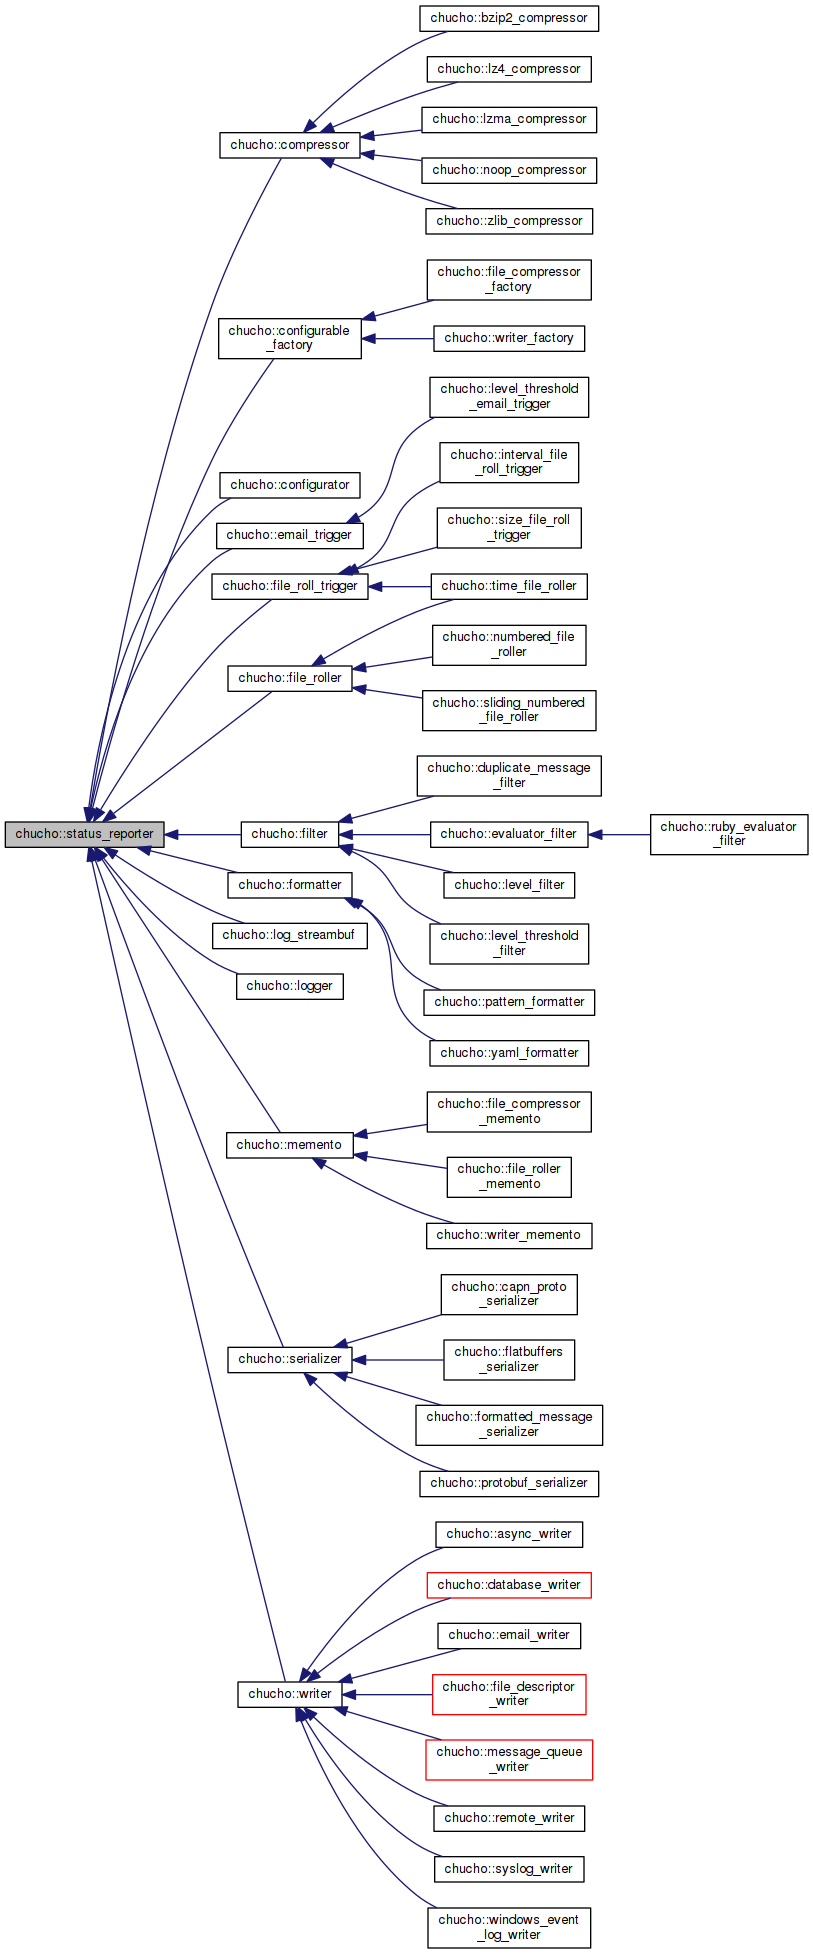 chucho::bzip2_compressor
chucho::lz4_compressor
chucho::lzma_compressor
chucho::compressor
chucho::noop_compressor
chucho::zlib_compressor
chucho::file_compressor
_factory
chucho::configurable
_factory
chucho::writer_factory
chucho::level_threshold
_email_trigger
chucho::interval_file
_roll_trigger
chucho::configurator
chucho::size_file_roll
_trigger
chucho::email_trigger
chucho::file_roll_trigger
chucho::time_file_roller
chucho::numbered_file
_roller
chucho::file_roller
chucho::sliding_numbered
_file_roller
chucho::duplicate_message
_filter
chucho::status_reporter
chucho::filter
chucho::evaluator_filter
chucho::ruby_evaluator
_filter
chucho::formatter
chucho::level_filter
chucho::log_streambuf
chucho::level_threshold
_filter
chucho::logger
chucho::pattern_formatter
chucho::yaml_formatter
chucho::file_compressor
_memento
chucho::memento
chucho::file_roller
_memento
chucho::writer_memento
chucho::capn_proto
_serializer
chucho::serializer
chucho::flatbuffers
_serializer
chucho::formatted_message
_serializer
chucho::protobuf_serializer
chucho::async_writer
chucho::database_writer
chucho::email_writer
chucho::writer
chucho::file_descriptor
_writer
chucho::message_queue
_writer
chucho::remote_writer
chucho::syslog_writer
chucho::windows_event
_log_writer